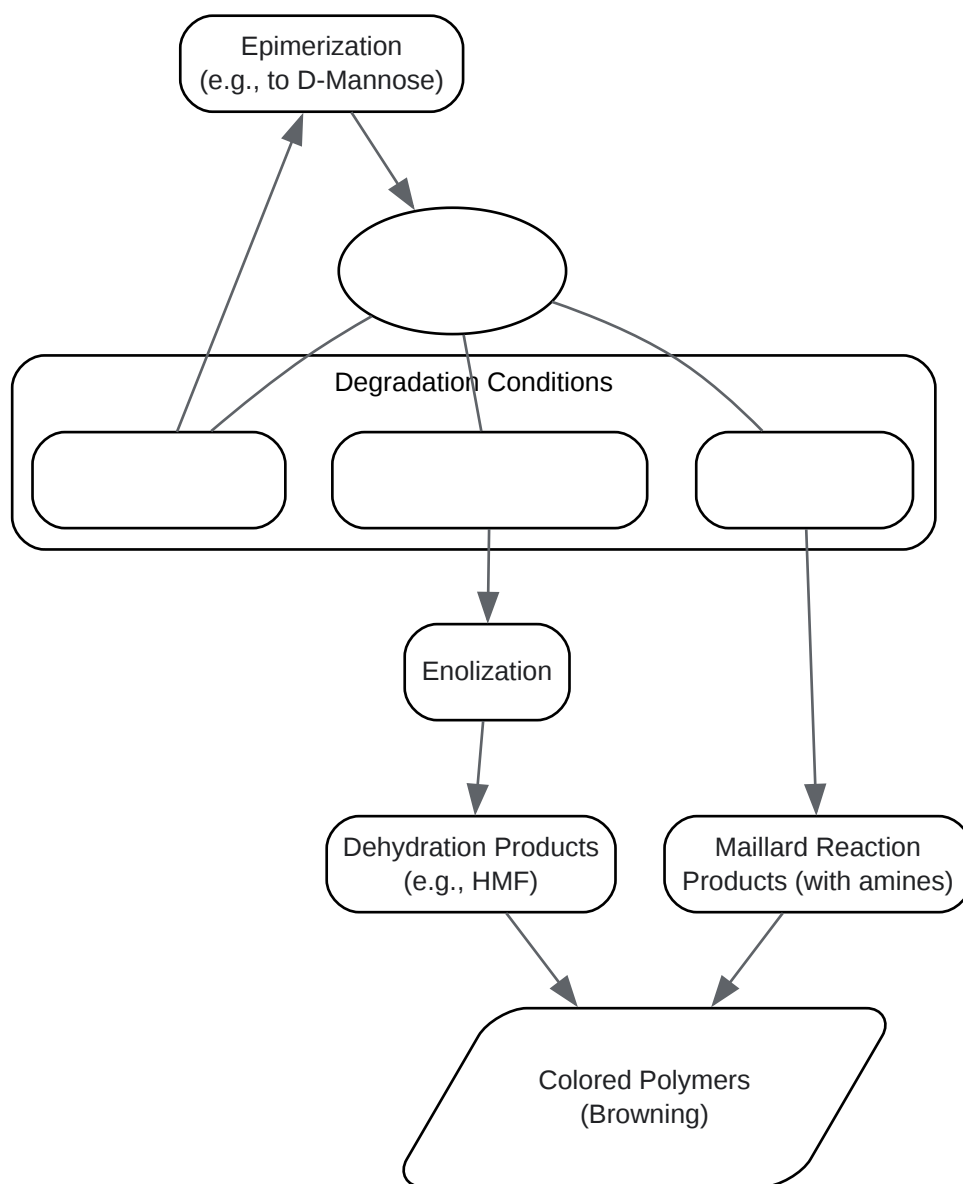 Epimerization
(e.g., to D-Mannose)
Degradation Conditions
Enolization
Dehydration Products
(e.g., HMF)
Maillard Reaction
Products (with amines)
Colored Polymers
(Browning)